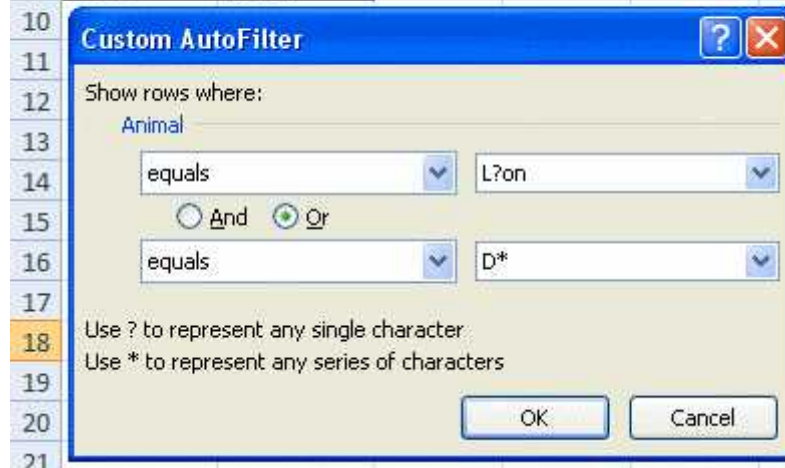 10
11
12
13
14
15
16
17
18
19
20
21
Custom AutoFilter ?
Show rows where:
Animal
equals L?on
And Or
equals D*
Use ? to represent any single character
Use * to represent any series of characters
OK Cancel